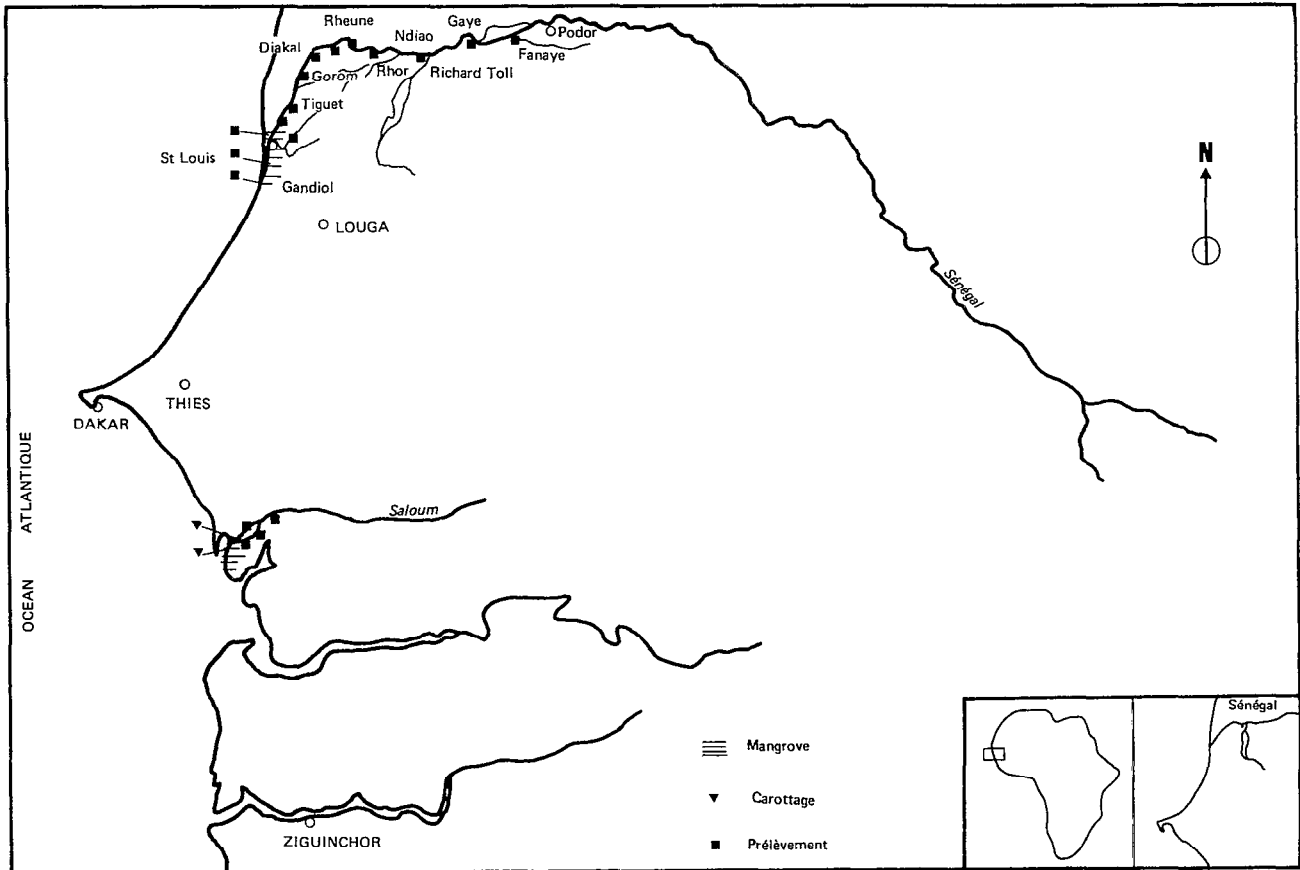 Rheune
Gaye
Podor
Diakal
Ndiao
Fanaye
Gorom
Rhor
Richard Toll
Tiguet
St Louis
Gandiol
N
LOUGA
Sénégal
THIES
DAKAR
OCEAN ATLANTIQUE
Saloum
Sénégal
Mangrove
Carottage
Prélèvement
ZIGUINCHOR